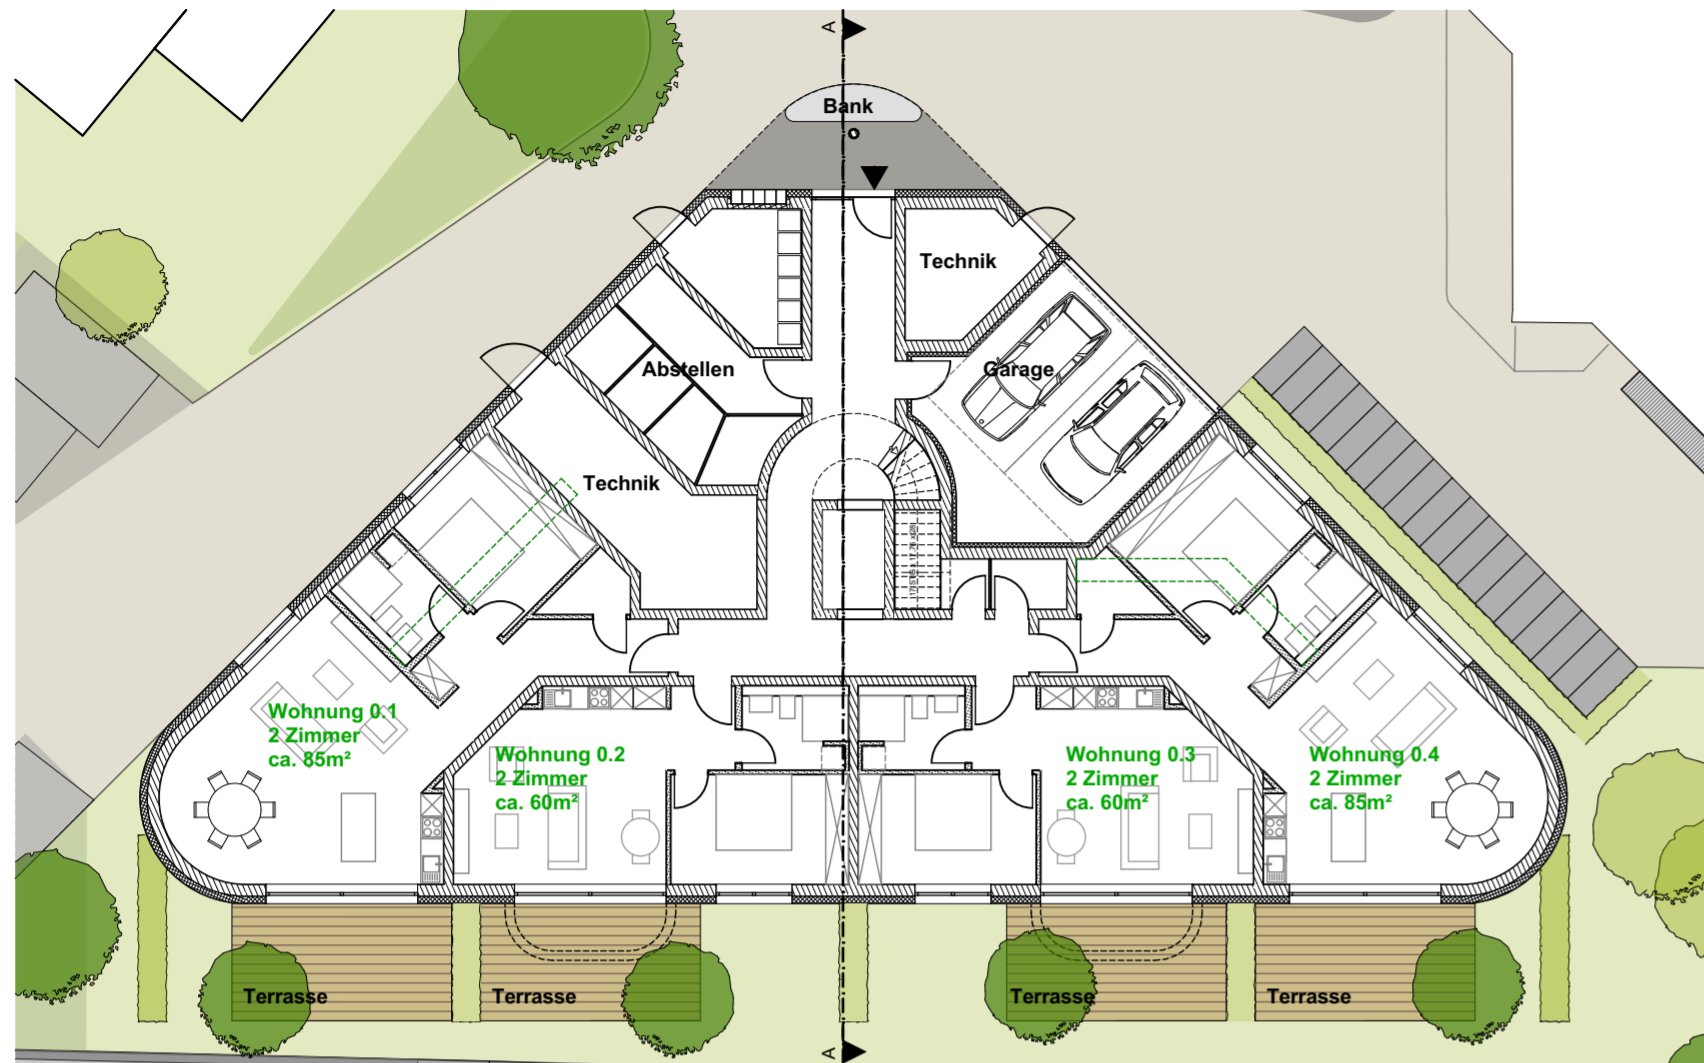 A
Bank
Technik
Abstellen
Garage
Technik
Wohnung 0.1
2 Zimmer
ca. 85m²
Wohnung 0.2
2 Zimmer
ca. 60m²
Wohnung 0.3
2 Zimmer
ca. 60m²
Wohnung 0.4
2 Zimmer
ca. 85m²
Terrasse
Terrasse
Terrasse
Terrasse
A